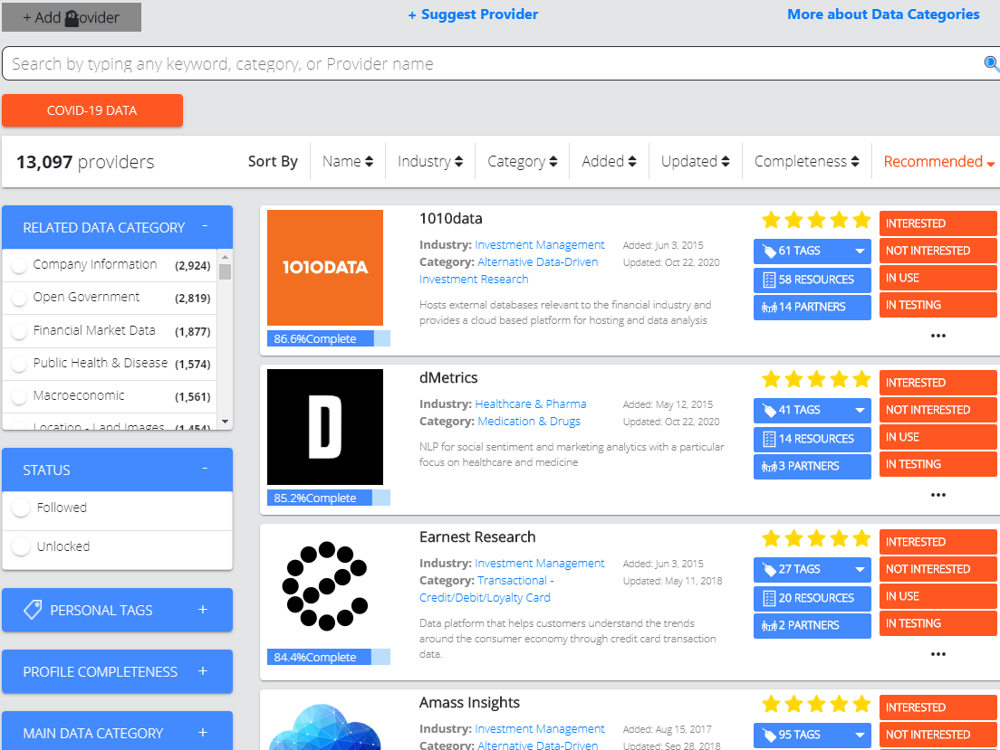 + Add Provider
+ Suggest Provider
More about Data Categories
Search by typing any keyword, category, or Provider name
COVID-19 DATA
13,097 providers
Sort By
Name
Industry
Category
Added
Updated
Completeness
Recommended
RELATED DATA CATEGORY -
Company Information (2,924)
Open Government (2,819)
Financial Market Data (1,877)
Public Health & Disease (1,574)
Macroeconomic (1,561)
Location - Land Images (1,454)
STATUS -
Followed
Unlocked
PERSONAL TAGS +
PROFILE COMPLETENESS +
MAIN DATA CATEGORY +
1010DATA
86.6%Complete
1010data
Industry: Investment Management
Category: Alternative Data-Driven
Investment Research
Added: Jun 3, 2015
Updated: Oct 22, 2020
Hosts external databases relevant to the financial industry and
provides a cloud based platform for hosting and data analysis
61 TAGS
58 RESOURCES
14 PARTNERS
INTERESTED
NOT INTERESTED
IN USE
IN TESTING
...
D
85.2%Complete
dMetrics
Industry: Healthcare & Pharma
Category: Medication & Drugs
Added: May 12, 2015
Updated: Oct 22, 2020
NLP for social sentiment and marketing analytics with a particular
focus on healthcare and medicine
41 TAGS
14 RESOURCES
3 PARTNERS
INTERESTED
NOT INTERESTED
IN USE
IN TESTING
...
e
84.4%Complete
Earnest Research
Industry: Investment Management
Category: Transactional -
Credit/Debit/Loyalty Card
Added: Jun 3, 2015
Updated: May 11, 2018
Data platform that helps customers understand the trends
around the consumer economy through credit card transaction
data.
27 TAGS
20 RESOURCES
2 PARTNERS
INTERESTED
NOT INTERESTED
IN USE
IN TESTING
...
Amass Insights
Industry: Investment Management
Category: Alternative Data-Driven
Added: Aug 15, 2017
Updated: Sep 28, 2018
95 TAGS
INTERESTED
NOT INTERESTED